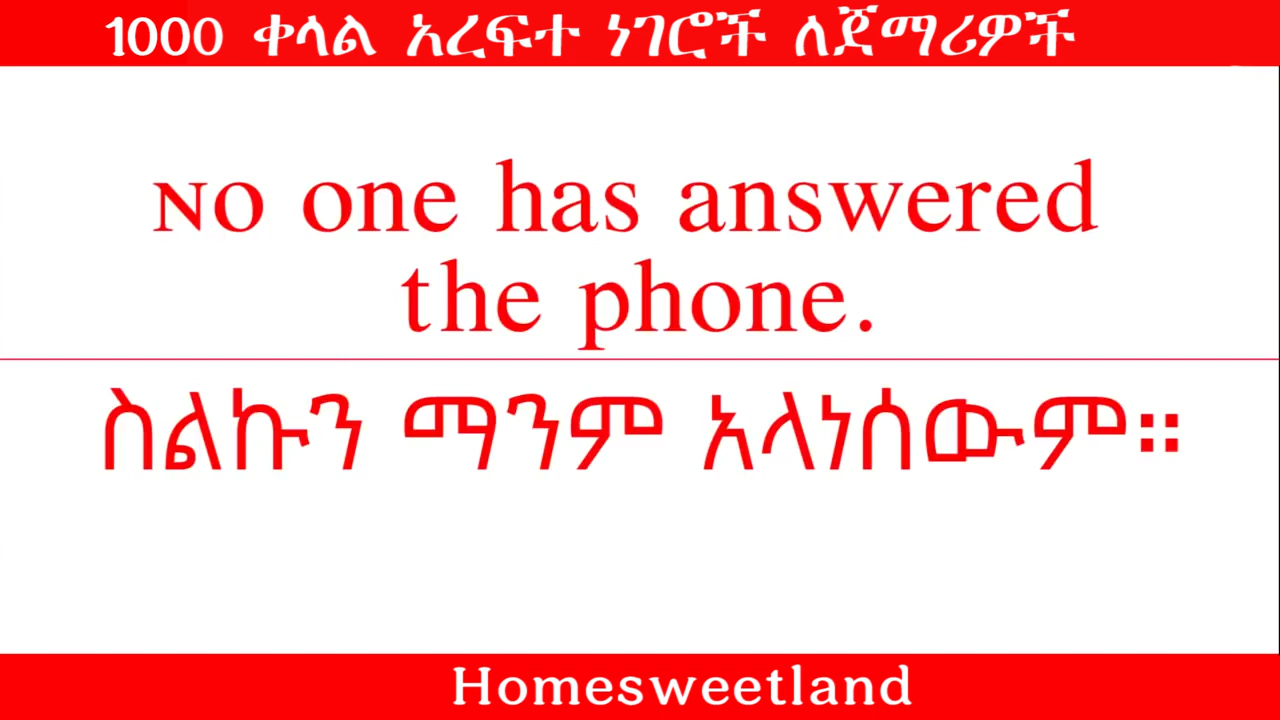 1000 ቀላል አረፍተ ነገሮች ለጀማሪዎች
No one has answered
the phone.
ስልኩን ማንም አላነሰውም።
Homesweetland